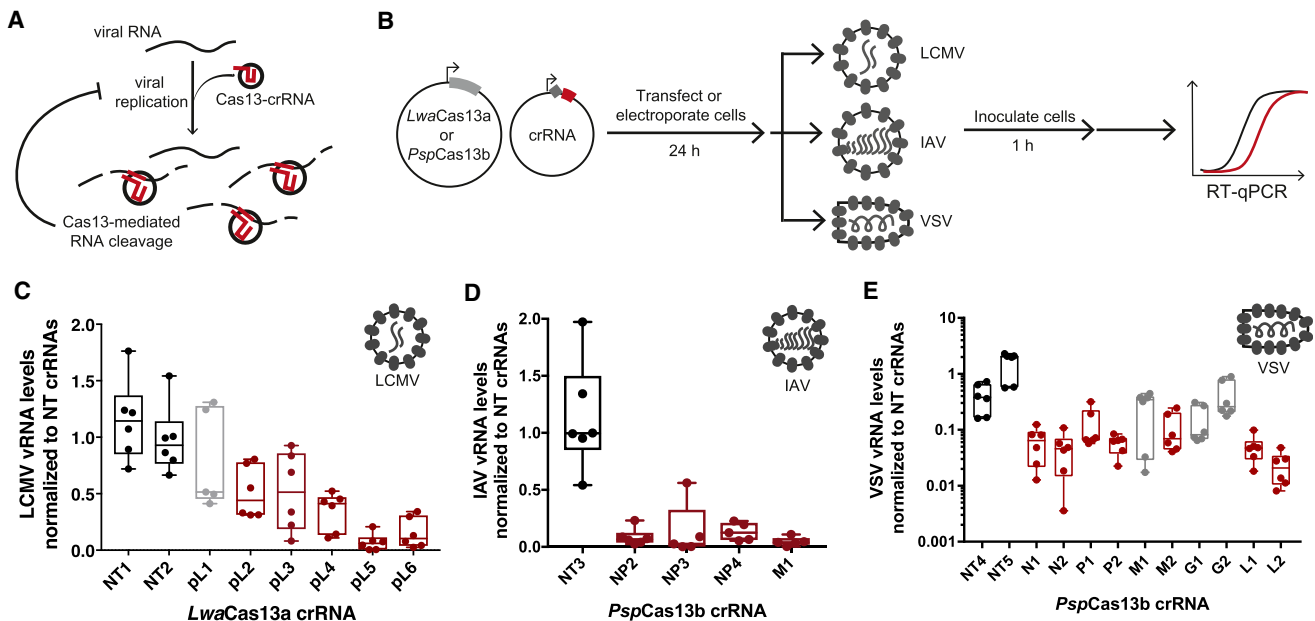 A
viral RNA
viral
replication
Cas13-crRNA
Cas13-mediated
RNA cleavage
B
LwaCas13a
or
PspCas13b
crRNA
Transfect or
electroporate cells
24 h
LCMV
IAV
VSV
Inoculate cells
1 h
RT-qPCR
C
LCMV vRNA levels
normalized to NT crRNAs
2.0
1.5
1.0
0.5
0.0
LCMV
NT1 NT2 pL1 pL2 pL3 pL4 pL5 pL6
LwaCas13a crRNA
D
IAV vRNA levels
normalized to NT crRNAs
2.0
1.5
1.0
0.5
0.0
IAV
NT3 NP2 NP3 NP4 M1
PspCas13b crRNA
E
VSV vRNA levels
normalized to NT crRNAs
10
1
0.1
0.01
0.001
VSV
NT4 NT5 N1 N2 P1 P2 M1 M2 G1 G2 L1 L2
PspCas13b crRNA